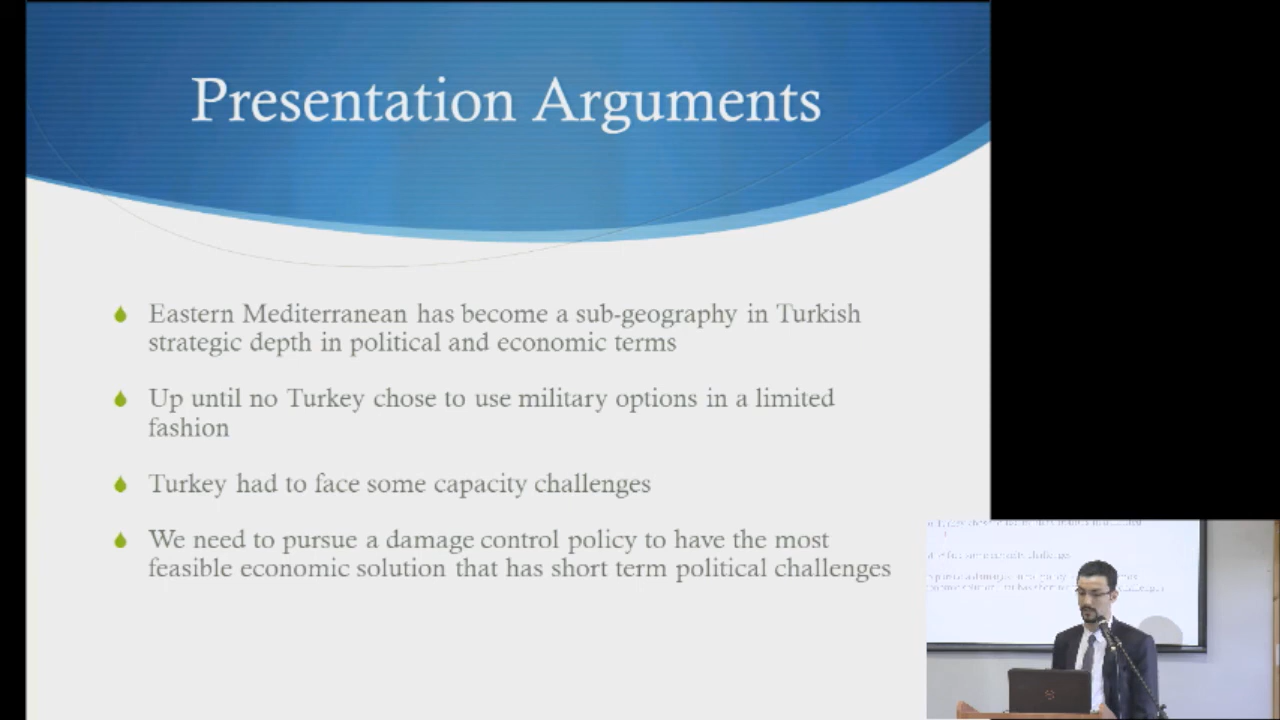 Presentation Arguments
Eastern Mediterranean has become a sub-geography in Turkish
strategic depth in political and economic terms
Up until no Turkey chose to use military options in a limited
fashion
Turkey had to face some capacity challenges
We need to pursue a damage control policy to have the most
feasible economic solution that has short term political challenges